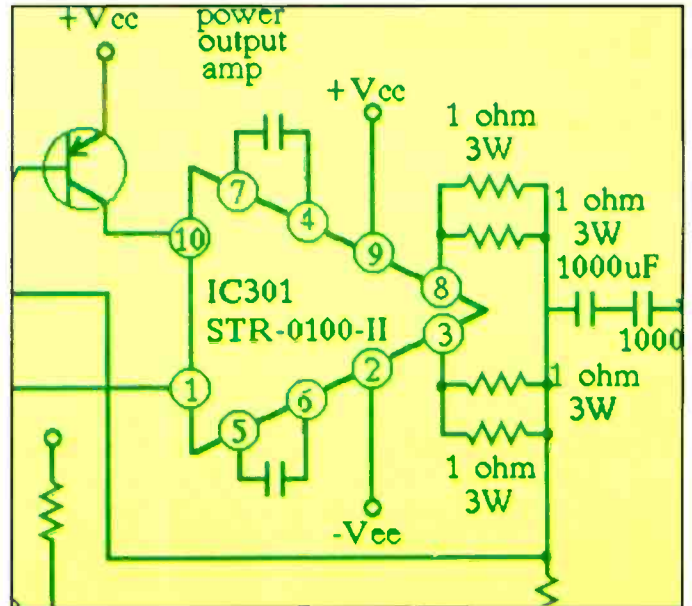 +Vcc
power
output
amp
+Vcc
1 ohm
3W
7
4
10
9
1 ohm
3W
8
1000uF
IC301
STR-0100-II
3
1000
2
1
1 ohm
3W
6
5
1 ohm
3W
-Vee